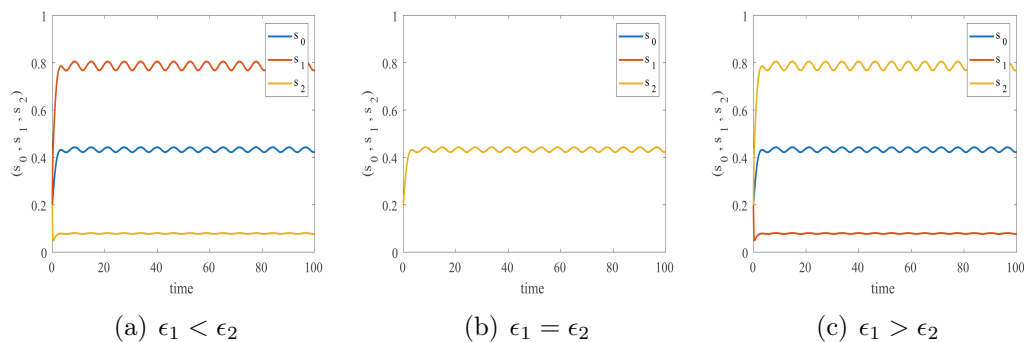 1
0.8
0.6
0.4
0.2
0
0 20 40 60 80 100
time
(s0, s1, s2)
s0
s1
s2
(a) ϵ1 < ϵ2
1
0.8
0.6
0.4
0.2
0
0 20 40 60 80 100
time
(s0, s1, s2)
s0
s1
s2
(b) ϵ1 = ϵ2
1
0.8
0.6
0.4
0.2
0
0 20 40 60 80 100
time
(s0, s1, s2)
s0
s1
s2
(c) ϵ1 > ϵ2